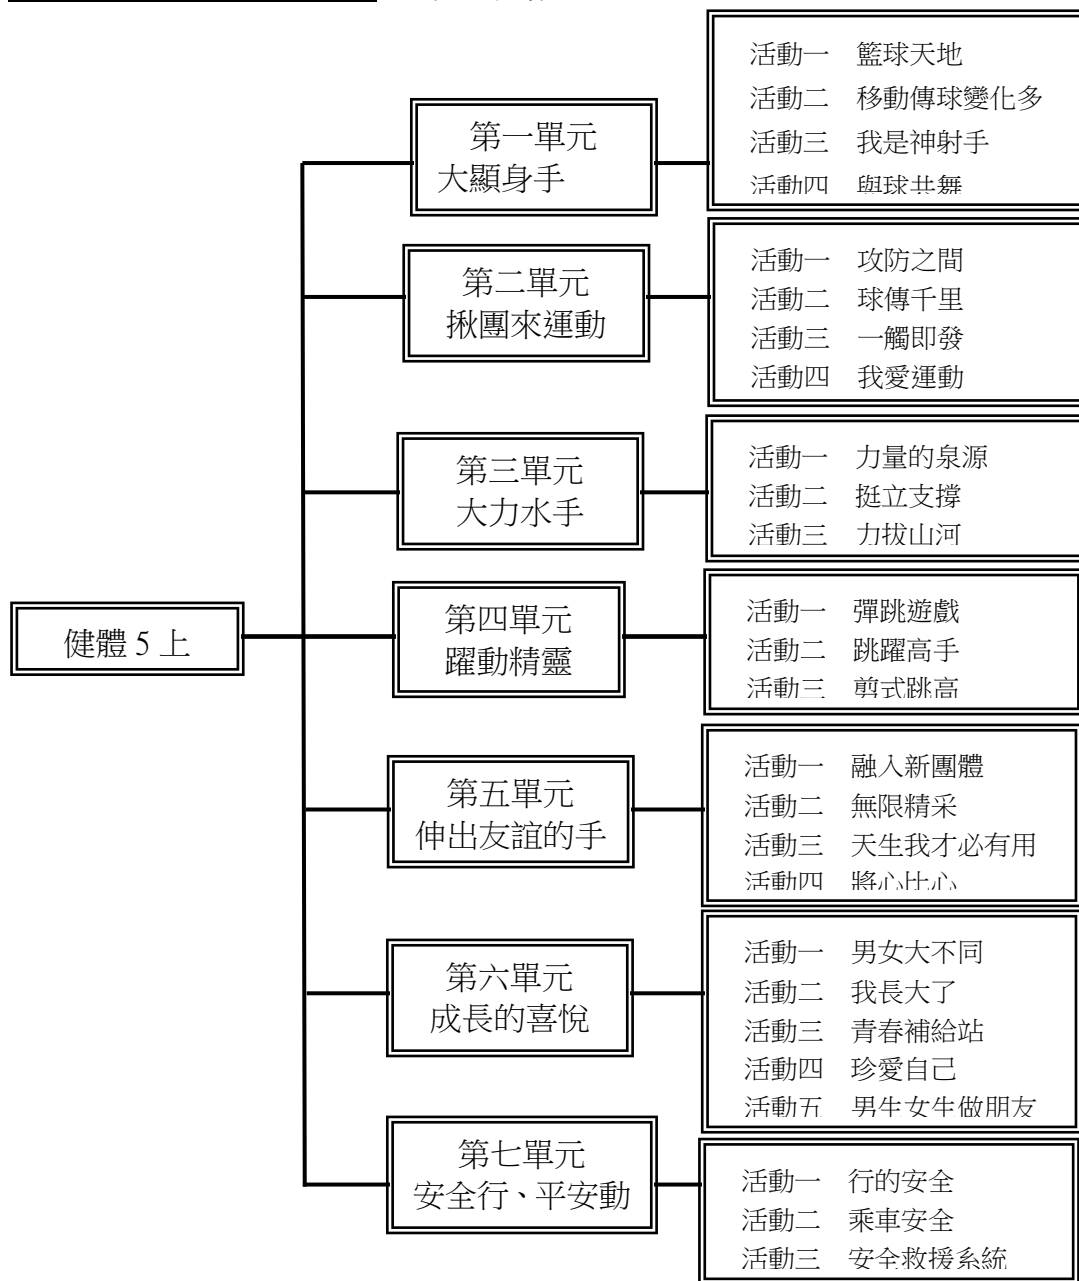 第一單元
大顯身手
活動一 籃球天地
活動二 移動傳球變化多
活動三 我是神射手
活動四 與球共舞
第二單元
揪團來運動
活動一 攻防之間
活動二 球傳千里
活動三 一觸即發
活動四 我愛運動
第三單元
大力水手
活動一 力量的泉源
活動二 挺立支撐
活動三 力拔山河
健體 5 上
第四單元
躍動精靈
活動一 彈跳遊戲
活動二 跳躍高手
活動三 剪式跳高
第五單元
伸出友誼的手
活動一 融入新團體
活動二 無限精采
活動三 天生我才必有用
活動四 將心比心
第六單元
成長的喜悅
活動一 男女大不同
活動二 我長大了
活動三 青春補給站
活動四 珍愛自己
活動五 男生女生做朋友
第七單元
安全行、平安動
活動一 行的安全
活動二 乘車安全
活動三 安全救援系統